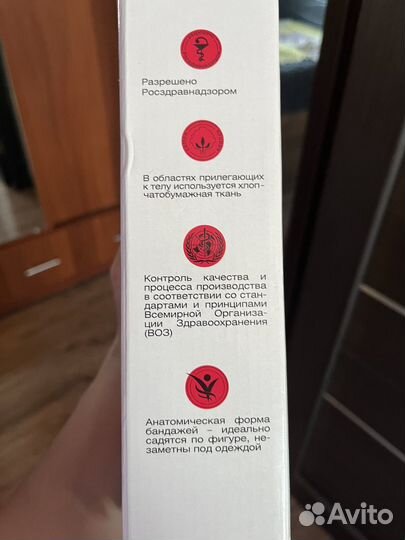 Разрешено
Росздравнадзором
В областях прилегающих
к телу используется хлоп-
чатобумажная ткань
Контроль качества и
процесса производства
в соответствии со стан-
дартами и принципами
Всемирной Организа-
ции Здравоохранения
(ВОЗ)
Анатомическая форма
бандажей – идеально
садятся по фигуре, не-
заметны под одеждой
Avito